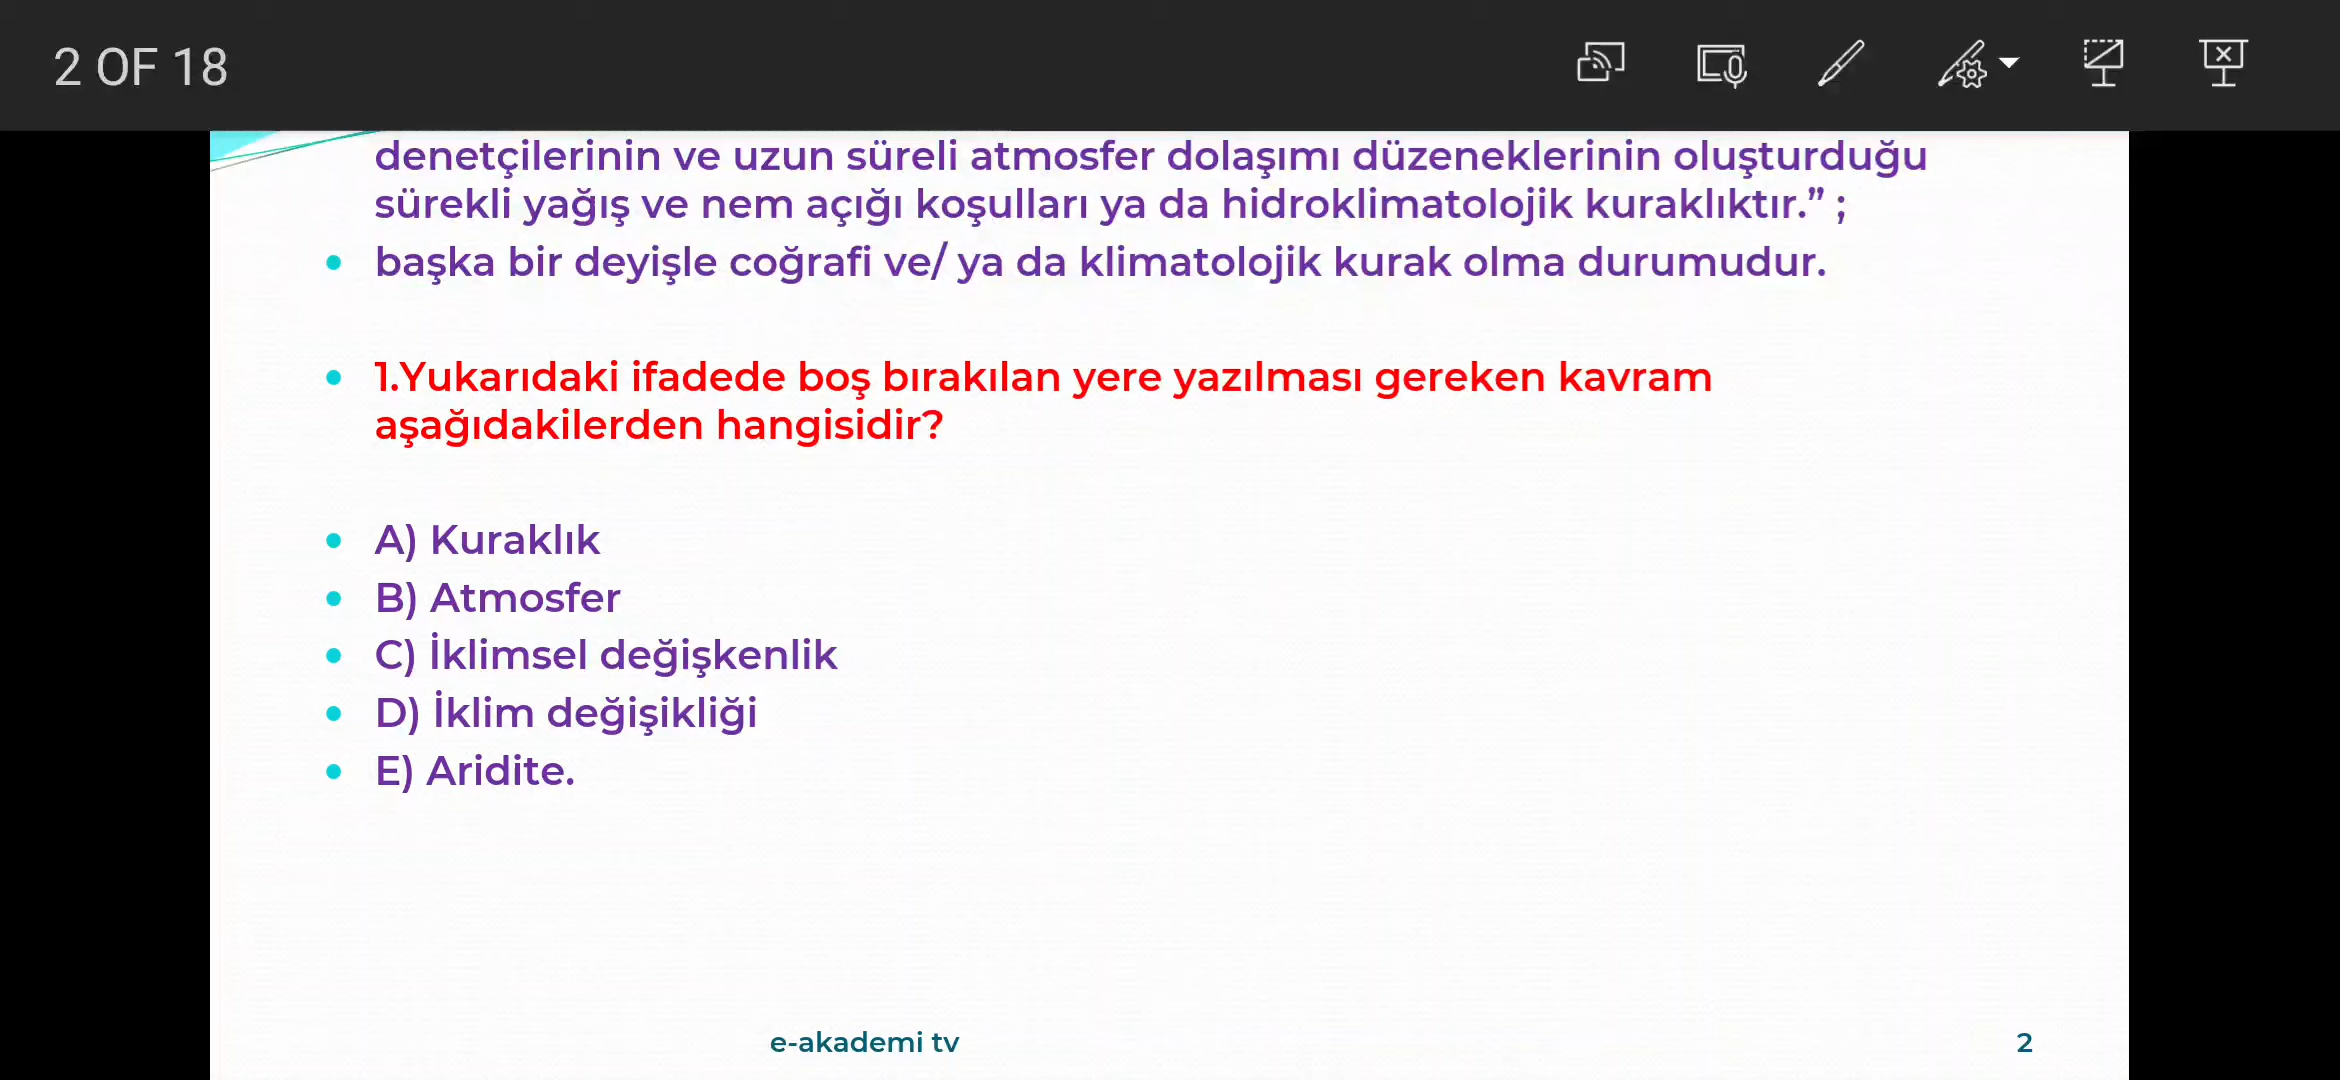 2 OF 18
denetçilerinin ve uzun süreli atmosfer dolaşımı düzeneklerinin oluşturduğu
sürekli yağış ve nem açığı koşulları ya da hidroklimatolojik kuraklıktır.” ;
• başka bir deyişle coğrafi ve/ ya da klimatolojik kurak olma durumudur.
• 1.Yukarıdaki ifadede boş bırakılan yere yazılması gereken kavram
aşağıdakilerden hangisidir?
• A) Kuraklık
• B) Atmosfer
• C) İklimsel değişkenlik
• D) İklim değişikliği
• E) Aridite.
e-akademi tv
2